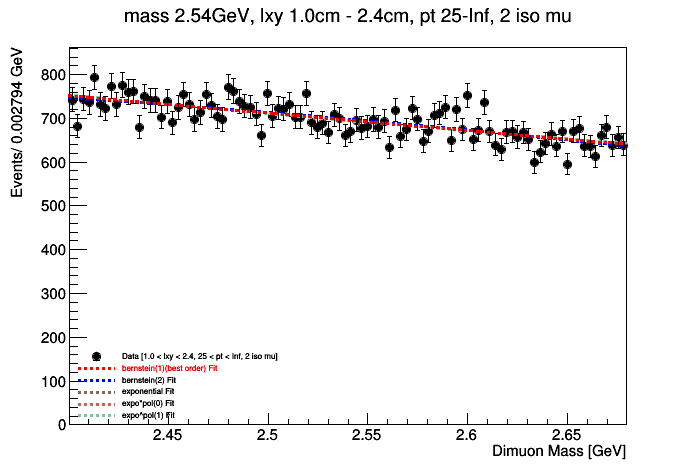 mass 2.54GeV, lxy 1.0cm - 2.4cm, pt 25-Inf, 2 iso mu
Events/ 0.002794 GeV
800
700
600
500
400
300
200
100
0
Data [1.0 < lxy < 2.4, 25 < pt < Inf, 2 iso mu]
bernstein(1)(best order) Fit
bernstein(2) Fit
exponential Fit
expo*pol(0) Fit
expo*pol(1) Fit
2.45
2.5
2.55
2.6
2.65
Dimuon Mass [GeV]